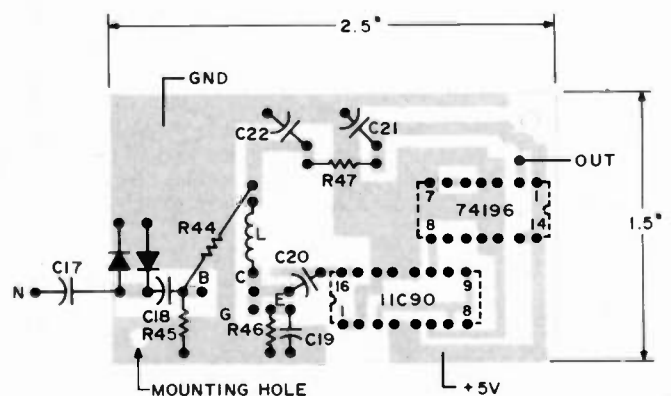 2.5"
GND
C22
C21
R47
OUT
7
1
74196
8
14
1.5"
R44
L
C17
C20
N
B
C
16
9
E
11C90
C18
G
R45
R46
C19
1
8
MOUNTING HOLE
+5V